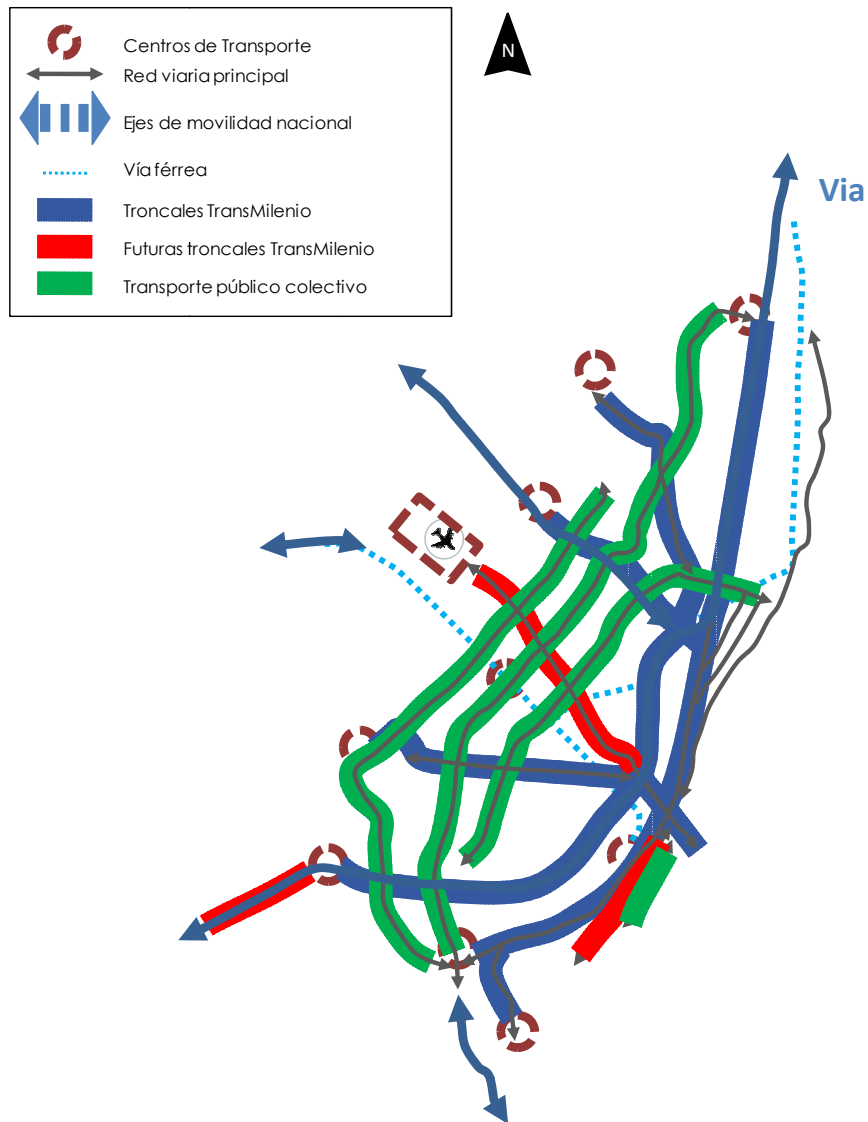 Centros de Transporte
Red viaria principal
N
Ejes de movilidad nacional
Vía férrea
Troncales TransMilenio
Via
Futuras troncales TransMilenio
Transporte público colectivo